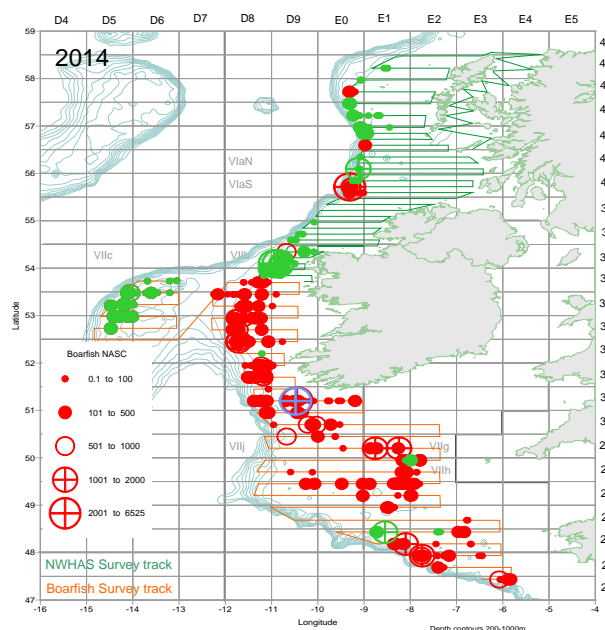 D4 D5 D6 D7 D8 D9 E0 E1 E2 E3 E4 E5
59
2014
58
57
VIaN
56
VIaS
55
VIIc
54
53
Latitude
52
Boarfish NASC
0.1 to 100
51
101 to 500
501 to 1000
VIIj
VIIg
50
VIIh
1001 to 2000
49
2001 to 6525
48
NWHAS Survey track
Boarfish Survey track
47
-16 -15 -14 -13 -12 -11 -10 -9 -8 -7 -6 -5 -4
Longitude
Depth contours 200-1000m